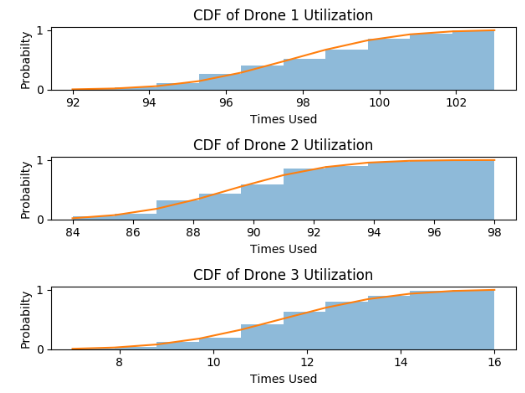 CDF of Drone 1 Utilization
1
0
Probabilty
92 94 96 98 100 102
Times Used
CDF of Drone 2 Utilization
1
0
Probabilty
84 86 88 90 92 94 96 98
Times Used
CDF of Drone 3 Utilization
1
0
Probabilty
8 10 12 14 16
Times Used